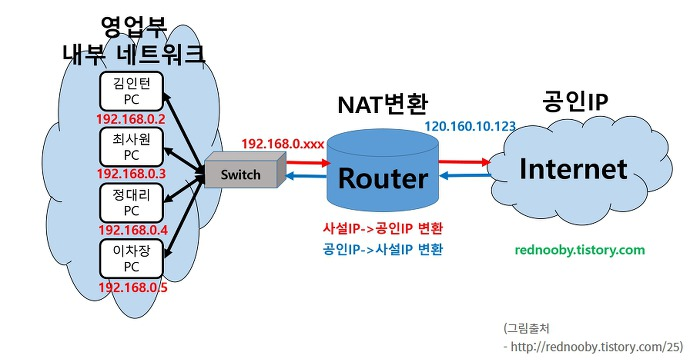 영업부
내부 네트워크
김인턴
PC
192.168.0.2
최사원
PC
192.168.0.3
정대리
PC
192.168.0.4
이차장
PC
192.168.0.5
Switch
192.168.0.xxx
NAT변환
Router
사설IP->공인IP 변환
공인IP->사설IP 변환
120.160.10.123
공인IP
Internet
rednooby.tistory.com
(그림출처
- http://rednooby.tistory.com/25)